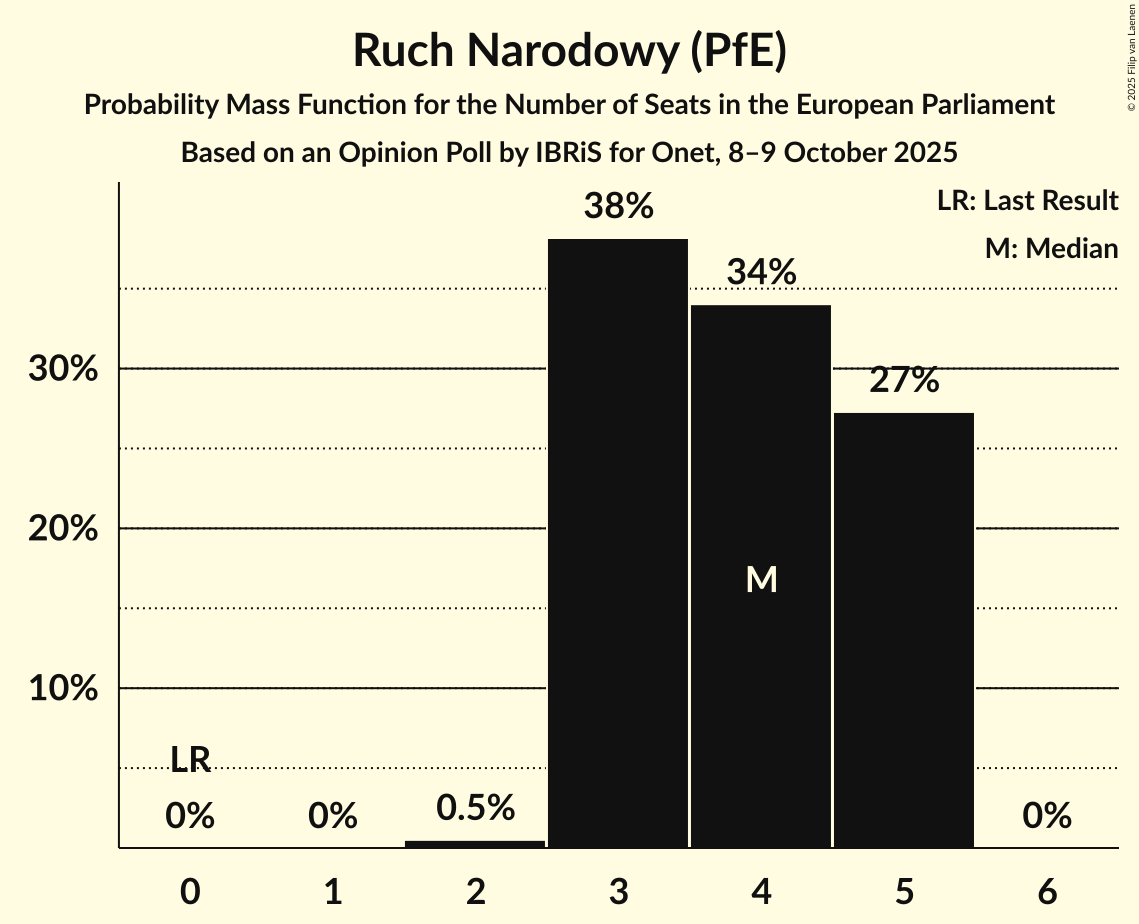 Ruch Narodowy (PfE)
Probability Mass Function for the Number of Seats in the European Parliament
Based on an Opinion Poll by IBRiS for Onet, 8–9 October 2025
© 2025 Filip van Laenen
LR: Last Result
M: Median
38%
34%
30%
27%
20%
M
10%
LR
0%
0%
0.5%
0%
0 1 2 3 4 5 6